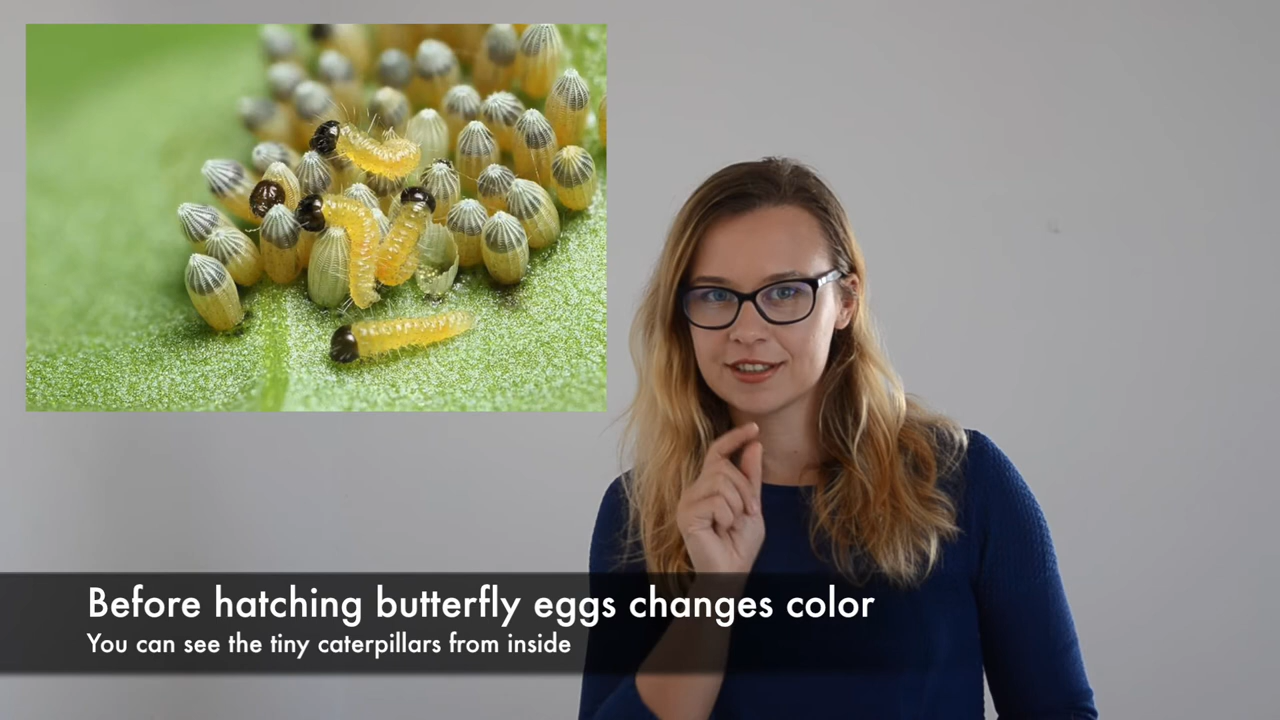 Before hatching butterfly eggs changes color
You can see the tiny caterpillars from inside